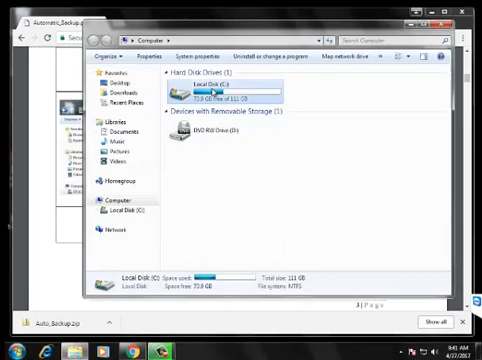 Automatic_Backup.p
Computer
Search Computer
Organize
Properties
System properties
Uninstall or change a program
Map network drive
»
Favorites
Desktop
Downloads
Recent Places
Libraries
Documents
Music
Pictures
Videos
Homegroup
Computer
Local Disk (C:)
Network
Hard Disk Drives (1)
Local Disk (C:)
73.9 GB free of 111 GB
Devices with Removable Storage (1)
DVD RW Drive (D:)
Local Disk (C:) Space used: Total size: 111 GB
Local Disk Space free: 73.9 GB File system: NTFS
3 | P a g e
Auto_Backup.zip
Show all
9:41 AM
4/27/2017